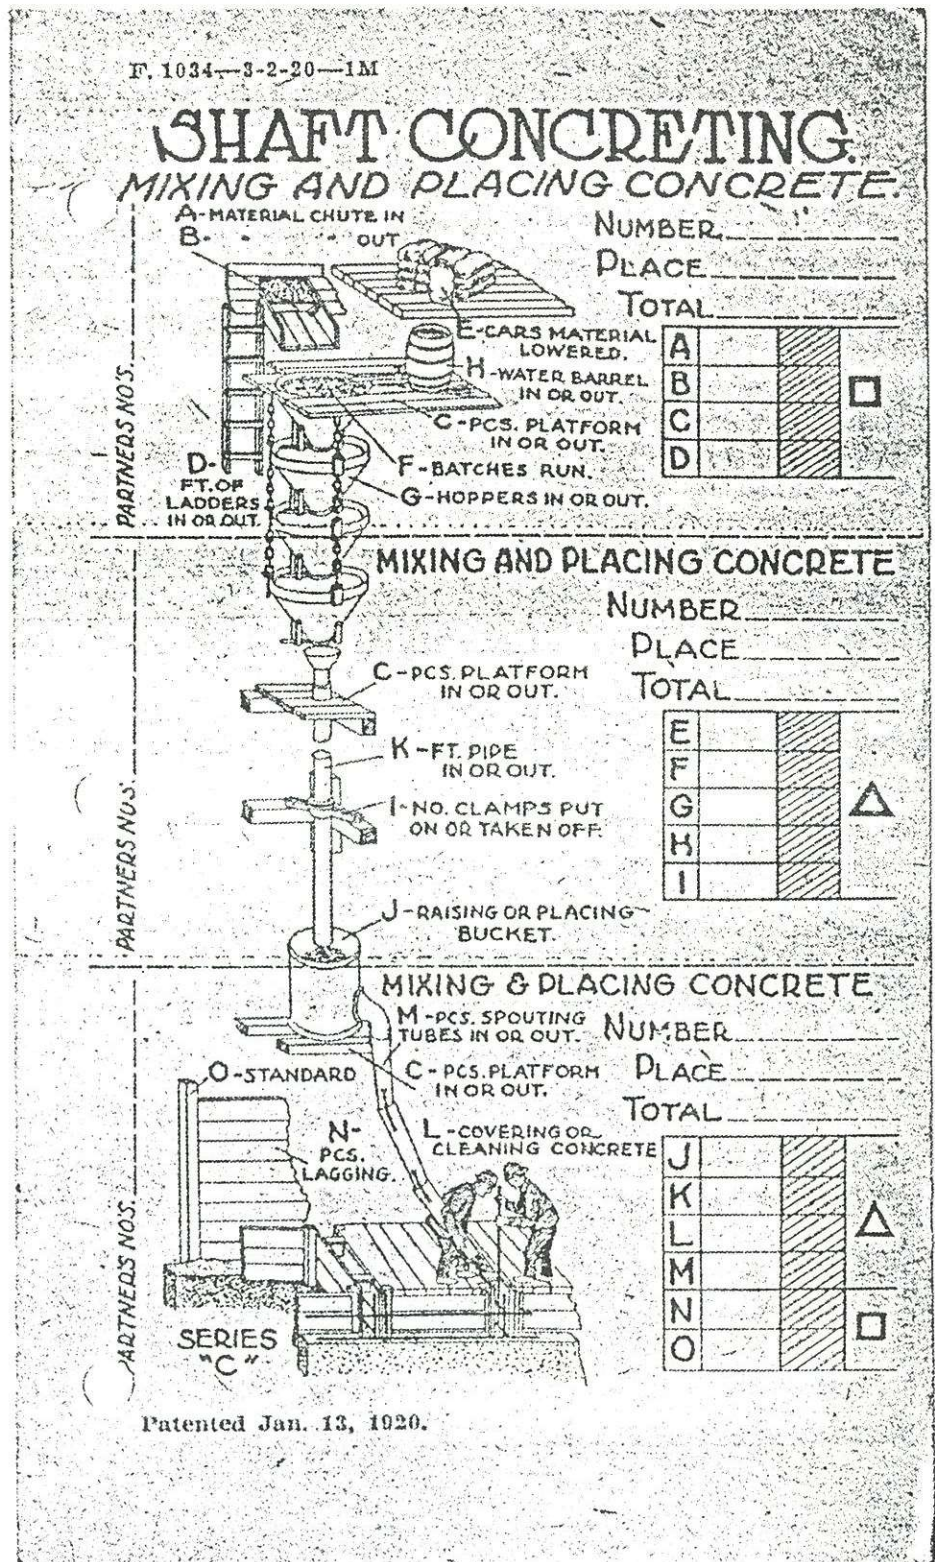 F. 1034—3-2-20—1M
SHAFT CONCRETING.
MIXING AND PLACING CONCRETE.
A-MATERIAL CHUTE IN
B- " " " OUT
NUMBER
PLACE
TOTAL
E-CARS MATERIAL
LOWERED.
H-WATER BARREL
IN OR OUT.
C-PCS. PLATFORM
IN OR OUT.
F-BATCHES RUN.
G-HOPPERS IN OR OUT.
D-
FT. OF
LADDERS
IN OR OUT.
PARTNERS NO'S.
A
B
C
D
MIXING AND PLACING CONCRETE
NUMBER
PLACE
TOTAL
C-PCS. PLATFORM
IN OR OUT.
K-FT. PIPE
IN OR OUT.
I-NO. CLAMPS PUT
ON OR TAKEN OFF.
J-RAISING OR PLACING
BUCKET.
PARTNERS NOS.
E
F
G
H
I
MIXING & PLACING CONCRETE
M-PCS. SPOUTING
TUBES IN OR OUT.
NUMBER
PLACE
TOTAL
C-PCS. PLATFORM
IN OR OUT.
O-STANDARD
N-
PCS.
LAGGING.
L-COVERING OR
CLEANING CONCRETE
PARTNERS NOS.
J
K
L
M
N
O
SERIES
"C"
Patented Jan. 13, 1920.